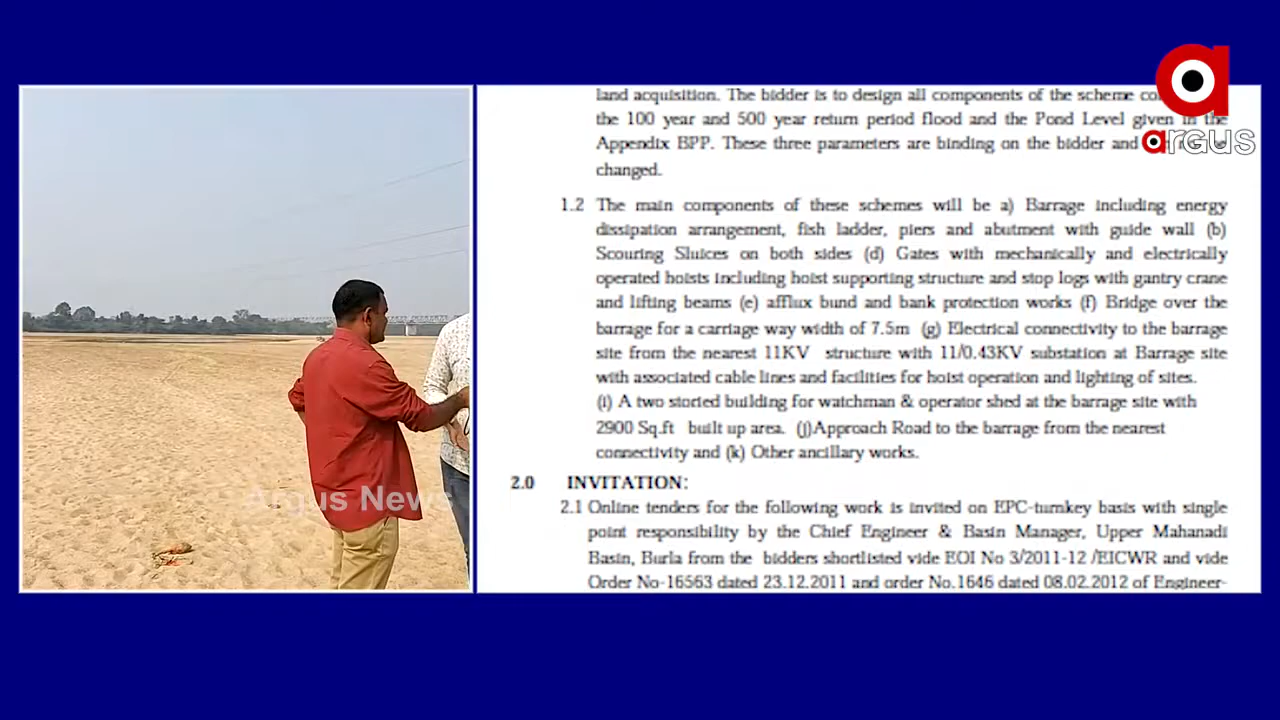 argus
Argus News
land acquisition. The bidder is to design all components of the scheme
the 100 year and 500 year return period flood and the Pond Level given in the
Appendix BPP. These three parameters are binding on the bidder and
changed.
1.2 The main components of these schemes will be a) Barrage including energy
dissipation arrangement, fish ladder, piers and abutment with guide wall (b)
Scouring Sluices on both sides (d) Gates with mechanically and electrically
operated hoists including hoist supporting structure and stop logs with gantry crane
and lifting beams (e) afflux bund and bank protection works (f) Bridge over the
barrage for a carriage way width of 7.5m (g) Electrical connectivity to the barrage
site from the nearest 11KV structure with 11/0.43KV substation at Barrage site
with associated cable lines and facilities for hoist operation and lighting of sites.
(i) A two storied building for watchman & operator shed at the barrage site with
2900 Sq.ft built up area. (j)Approach Road to the barrage from the nearest
connectivity and (k) Other ancillary works.
2.0 INVITATION:
2.1 Online tenders for the following work is invited on EPC-turnkey basis with single
point responsibility by the Chief Engineer & Basin Manager, Upper Mahanadi
Basin, Burla from the bidders shortlisted vide EOI No 3/2011-12 /EICWR and vide
Order No-16563 dated 23.12.2011 and order No.1646 dated 08.02.2012 of Engineer-